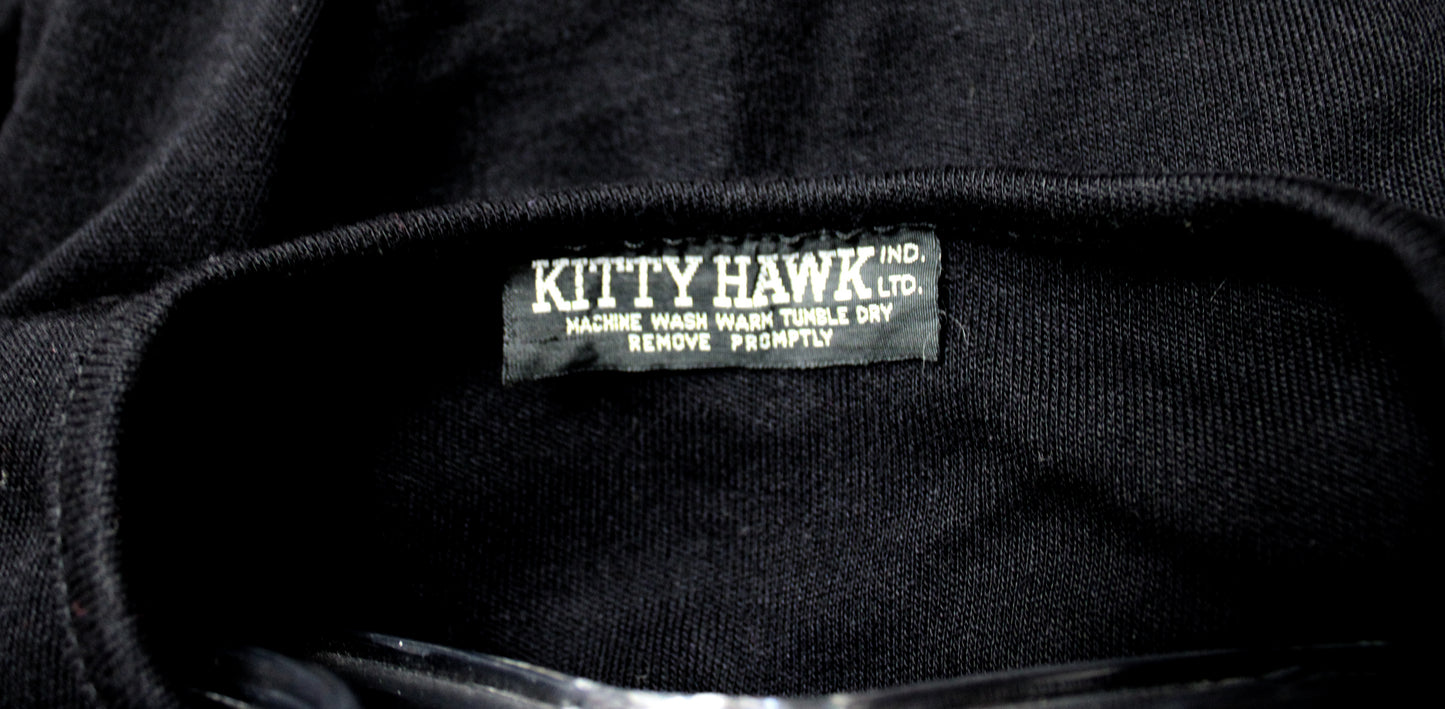 KITTY HAWK IND. LTD.
MACHINE WASH WARM TUMBLE DRY
REMOVE PROMPTLY